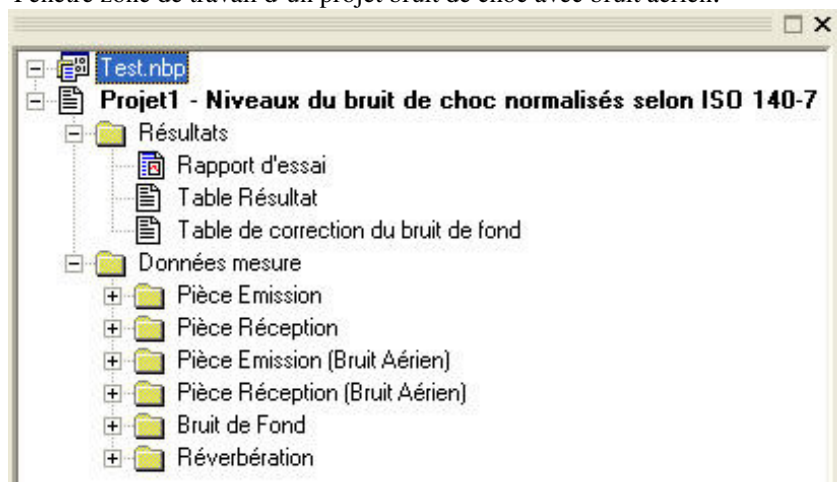 Fenêtre zone de travail d'un projet bruit de choc avec bruit aérien.
Test.nbp
Projet1 - Niveaux du bruit de choc normalisés selon ISO 140-7
Résultats
Rapport d'essai
Table Résultat
Table de correction du bruit de fond
Données mesure
Pièce Emission
Pièce Réception
Pièce Emission (Bruit Aérien)
Pièce Réception (Bruit Aérien)
Bruit de Fond
Réverbération